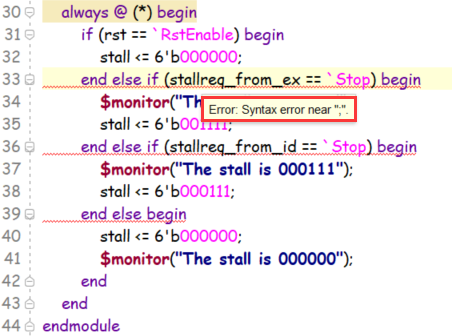 30 always @ (*) begin
31 if (rst == `RstEnable) begin
32 stall <= 6'b000000;
33 end else if (stallreq_from_ex == `Stop) begin
34 $monitor("Th
Error: Syntax error near ";".
35 stall <= 6'b001111;
36 end else if (stallreq_from_id == `Stop) begin
37 $monitor("The stall is 000111");
38 stall <= 6'b000111;
39 end else begin
40 stall <= 6'b000000;
41 $monitor("The stall is 000000");
42 end
43 end
44 endmodule